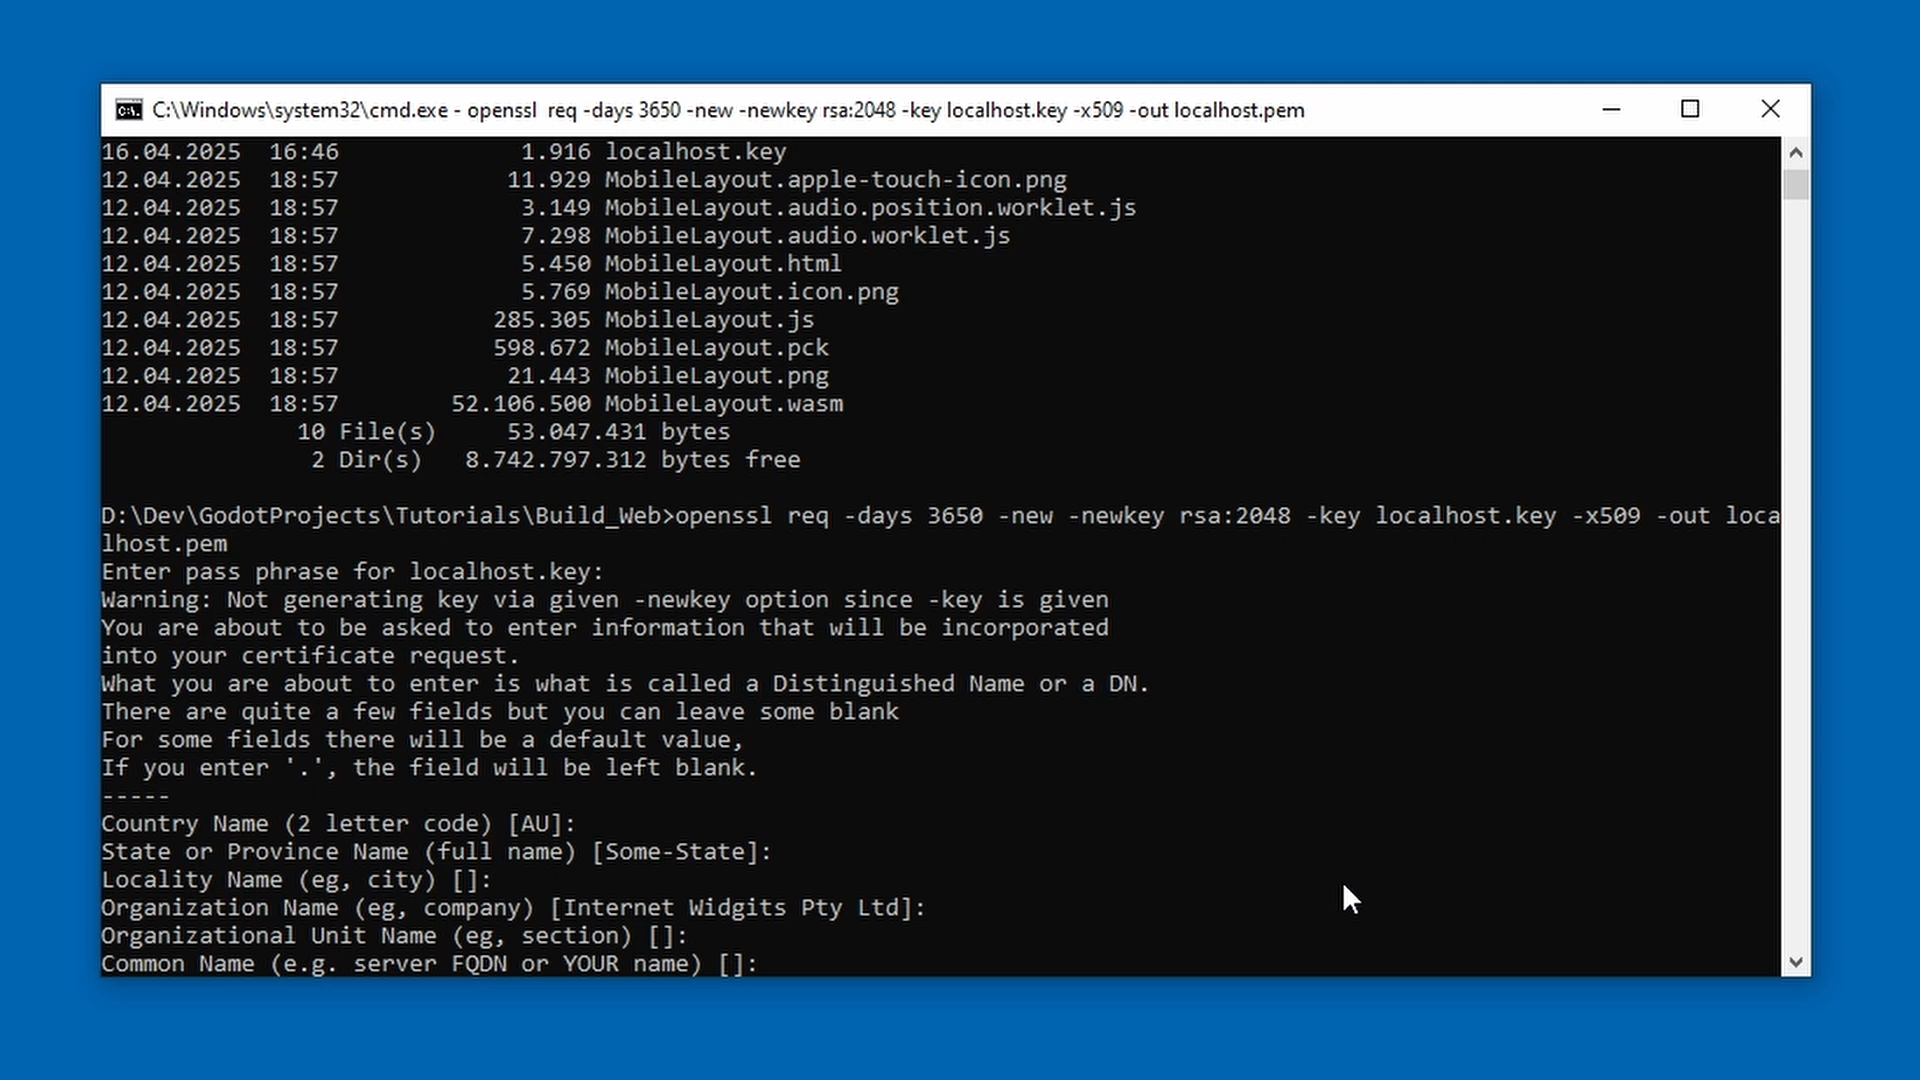 C:\Windows\system32\cmd.exe - openssl  req -days 3650 -new -newkey rsa:2048 -key localhost.key -x509 -out localhost.pem
16.04.2025  16:46             1.916 localhost.key
12.04.2025  18:57            11.929 MobileLayout.apple-touch-icon.png
12.04.2025  18:57             3.149 MobileLayout.audio.position.worklet.js
12.04.2025  18:57             7.298 MobileLayout.audio.worklet.js
12.04.2025  18:57             5.450 MobileLayout.html
12.04.2025  18:57             5.769 MobileLayout.icon.png
12.04.2025  18:57           285.305 MobileLayout.js
12.04.2025  18:57           598.672 MobileLayout.pck
12.04.2025  18:57            21.443 MobileLayout.png
12.04.2025  18:57        52.106.500 MobileLayout.wasm
              10 File(s)     53.047.431 bytes
               2 Dir(s)   8.742.797.312 bytes free
D:\Dev\GodotProjects\Tutorials\Build_Web>openssl req -days 3650 -new -newkey rsa:2048 -key localhost.key -x509 -out loca
lhost.pem
Enter pass phrase for localhost.key:
Warning: Not generating key via given -newkey option since -key is given
You are about to be asked to enter information that will be incorporated
into your certificate request.
What you are about to enter is what is called a Distinguished Name or a DN.
There are quite a few fields but you can leave some blank
For some fields there will be a default value,
If you enter '.', the field will be left blank.
-----
Country Name (2 letter code) [AU]:
State or Province Name (full name) [Some-State]:
Locality Name (eg, city) []:
Organization Name (eg, company) [Internet Widgits Pty Ltd]:
Organizational Unit Name (eg, section) []:
Common Name (e.g. server FQDN or YOUR name) []: